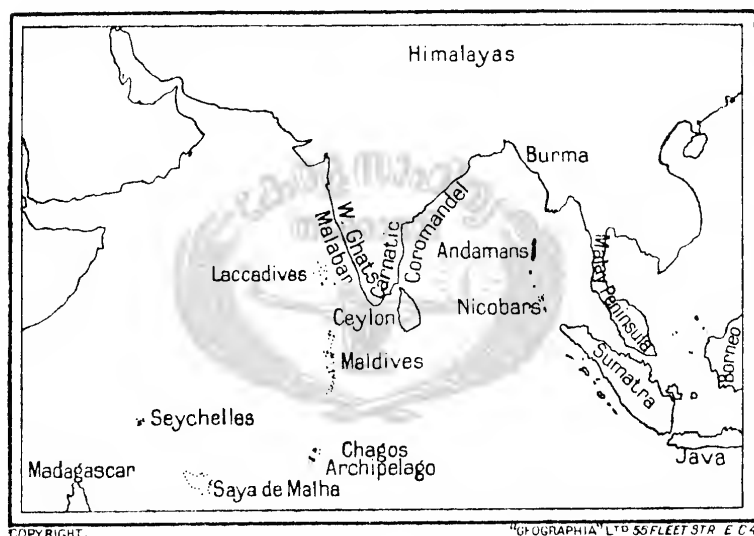 Himalayas
Burma
W. Ghats
Malabar
Carnatic
Coromandel
Andamans
Laccadives
Malay Peninsula
Nicobars
Ceylon
Maldives
Sumatra
Borneo
Seychelles
Chagos
Archipelago
Java
Madagascar
Saya de Malha
COPYRIGHT.
"GEOGRAPHIA" LTD 55 FLEET STR E.C.4